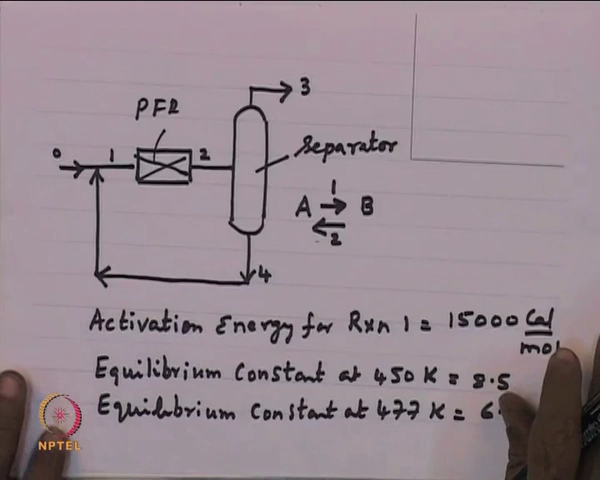 3
PFR
0 1 2
Separator
1
A → B
2
4
Activation Energy for Rxn 1 = 15000 Cal
mol
Equilibrium Constant at 450 K = 8.5
Equilibrium Constant at 477 K = 6.
NPTEL